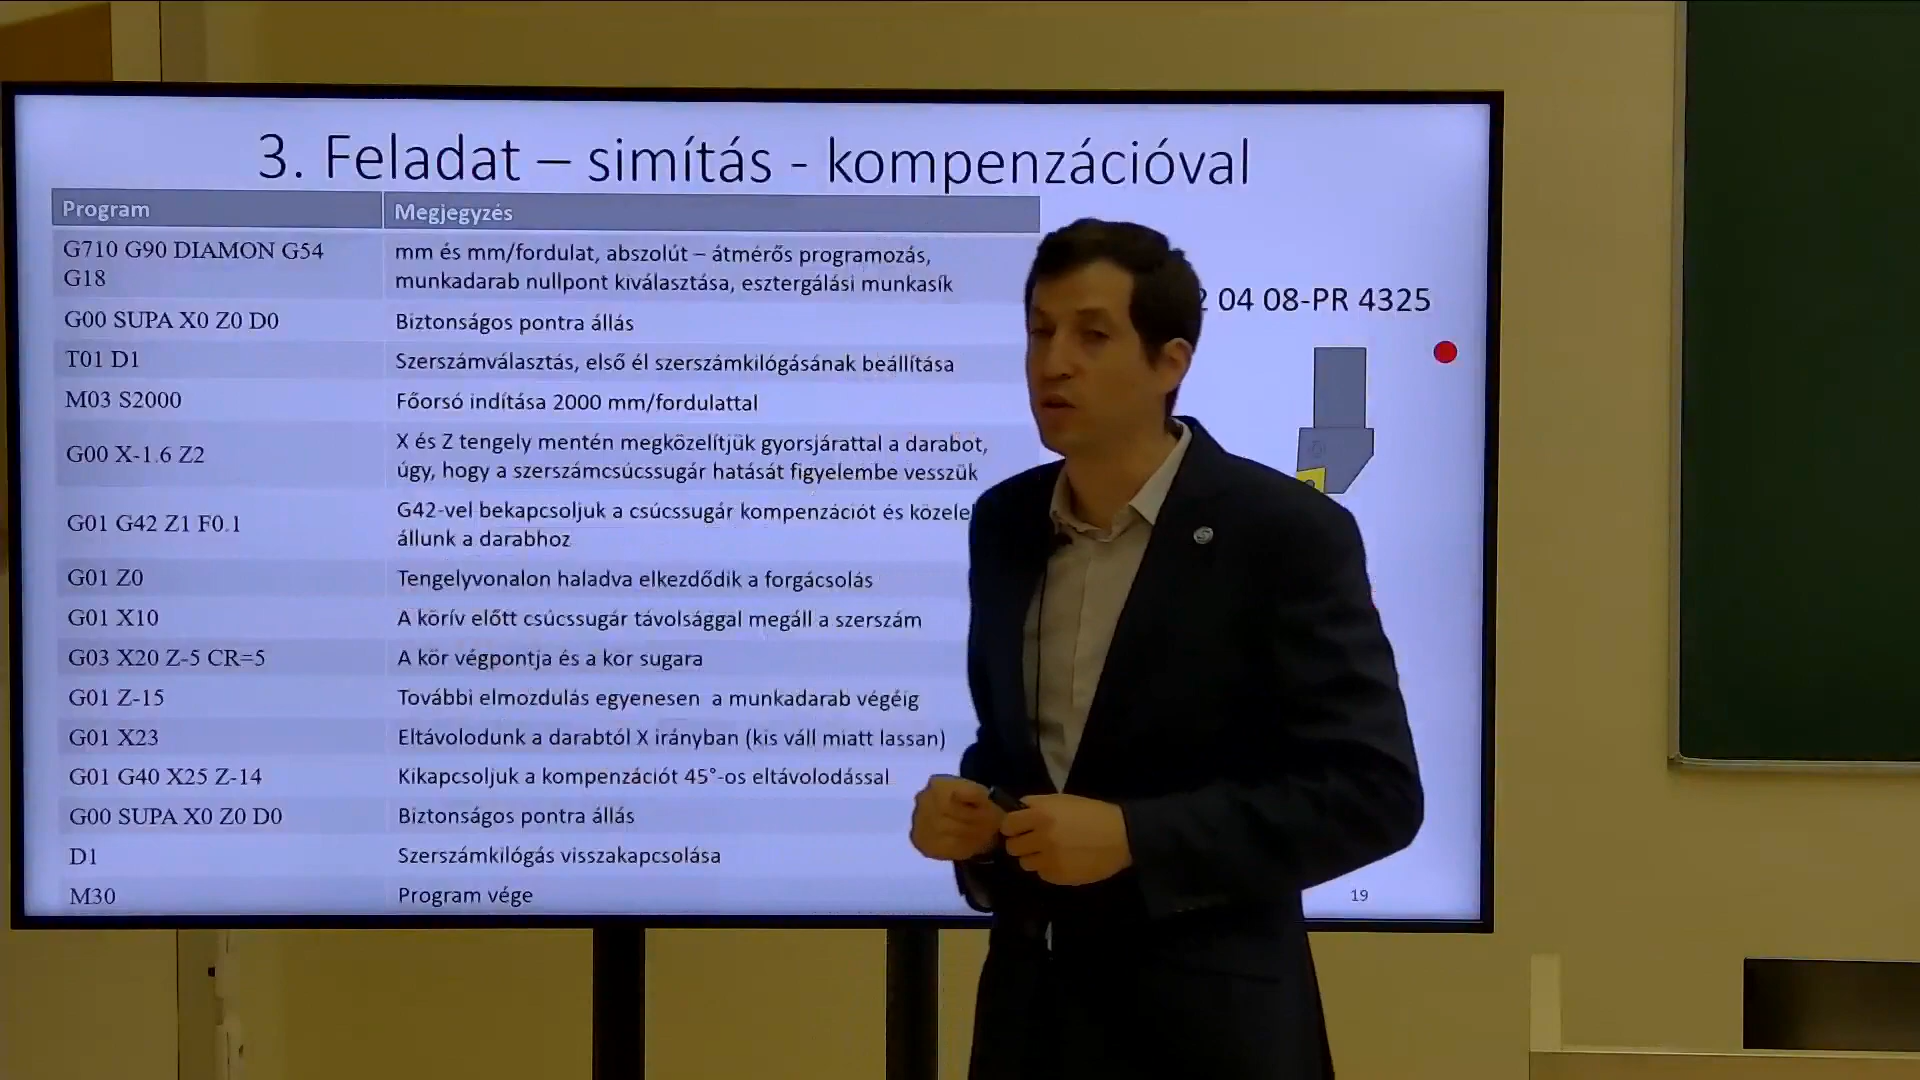 3. Feladat – simítás - kompenzációval
Program Megjegyzés
G710 G90 DIAMON G54 mm és mm/fordulat, abszolút – átmérős programozás,
G18 munkadarab nullpont kiválasztása, esztergálási munkasík
G00 SUPA X0 Z0 D0 Biztonságos pontra állás
T01 D1 Szerszámválasztás, első él szerszámkilógásának beállítása
M03 S2000 Főorsó indítása 2000 mm/fordulattal
G00 X-1.6 Z2 X és Z tengely mentén megközelítjük gyorsjárattal a darabot,
úgy, hogy a szerszámcsúcssugár hatását figyelembe vesszük
G01 G42 Z1 F0.1 G42-vel bekapcsoljuk a csúcssugár kompenzációt és
állunk a darabhoz
G01 Z0 Tengelyvonalon haladva elkezdődik a forgácsolás
G01 X10 A körív előtt csúcssugár távolsággal megáll a szerszám
G03 X20 Z-5 CR=5 A kör végpontja és a kör sugara
G01 Z-15 További elmozdulás egyenesen a munkadarab végéig
G01 X23 Eltávolodunk a darabtól X irányban (kis váll miatt lassan)
G01 G40 X25 Z-14 Kikapcsoljuk a kompenzációt 45°-os eltávolodással
G00 SUPA X0 Z0 D0 Biztonságos pontra állás
D1 Szerszámkilógás visszakapcsolása
M30 Program vége
04 08-PR 4325
19